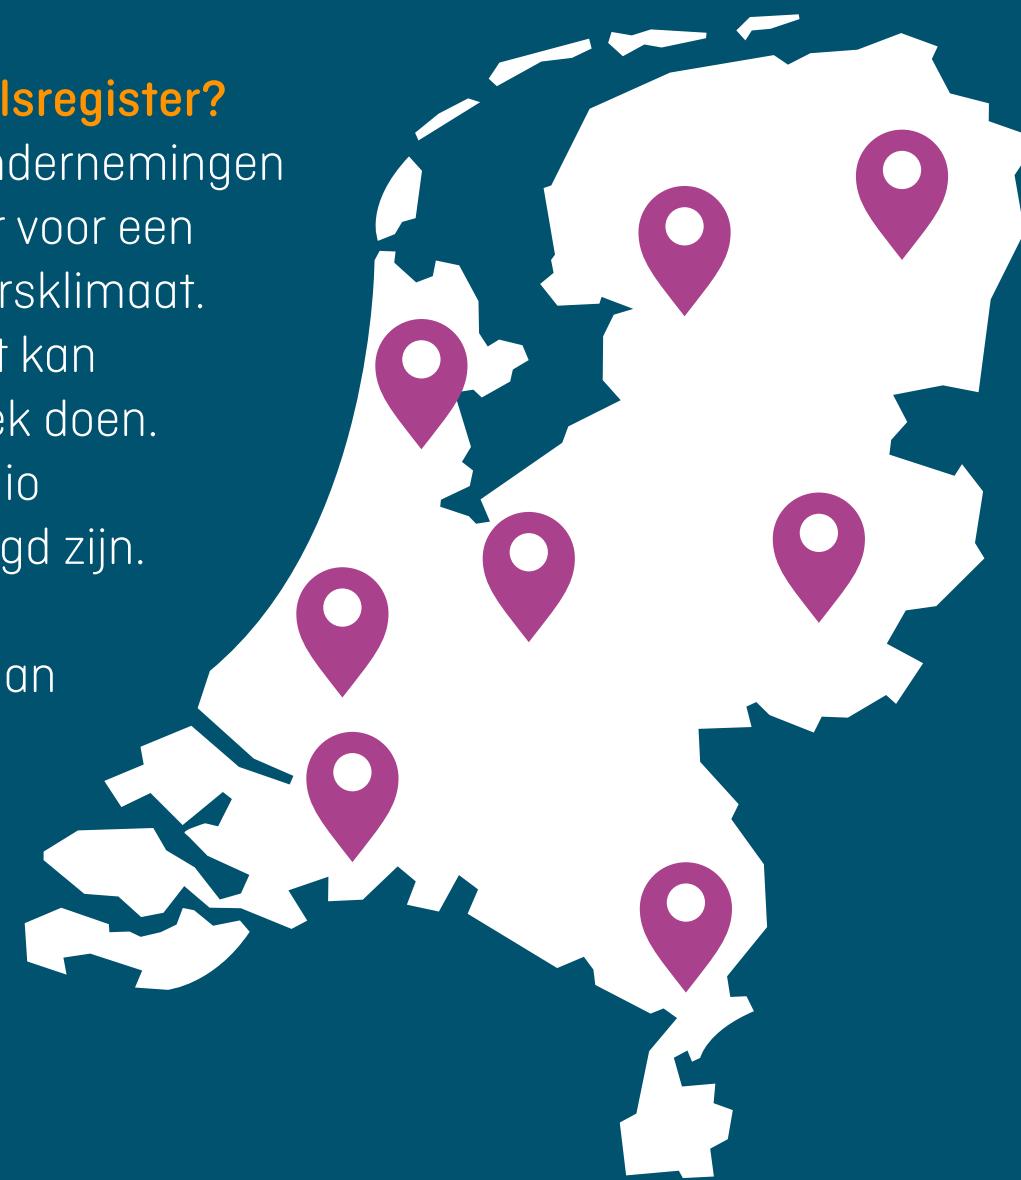 lsregister?
ndernemingen
r voor een
rsklimaat.
t kan
ek doen.
io
gd zijn.
an